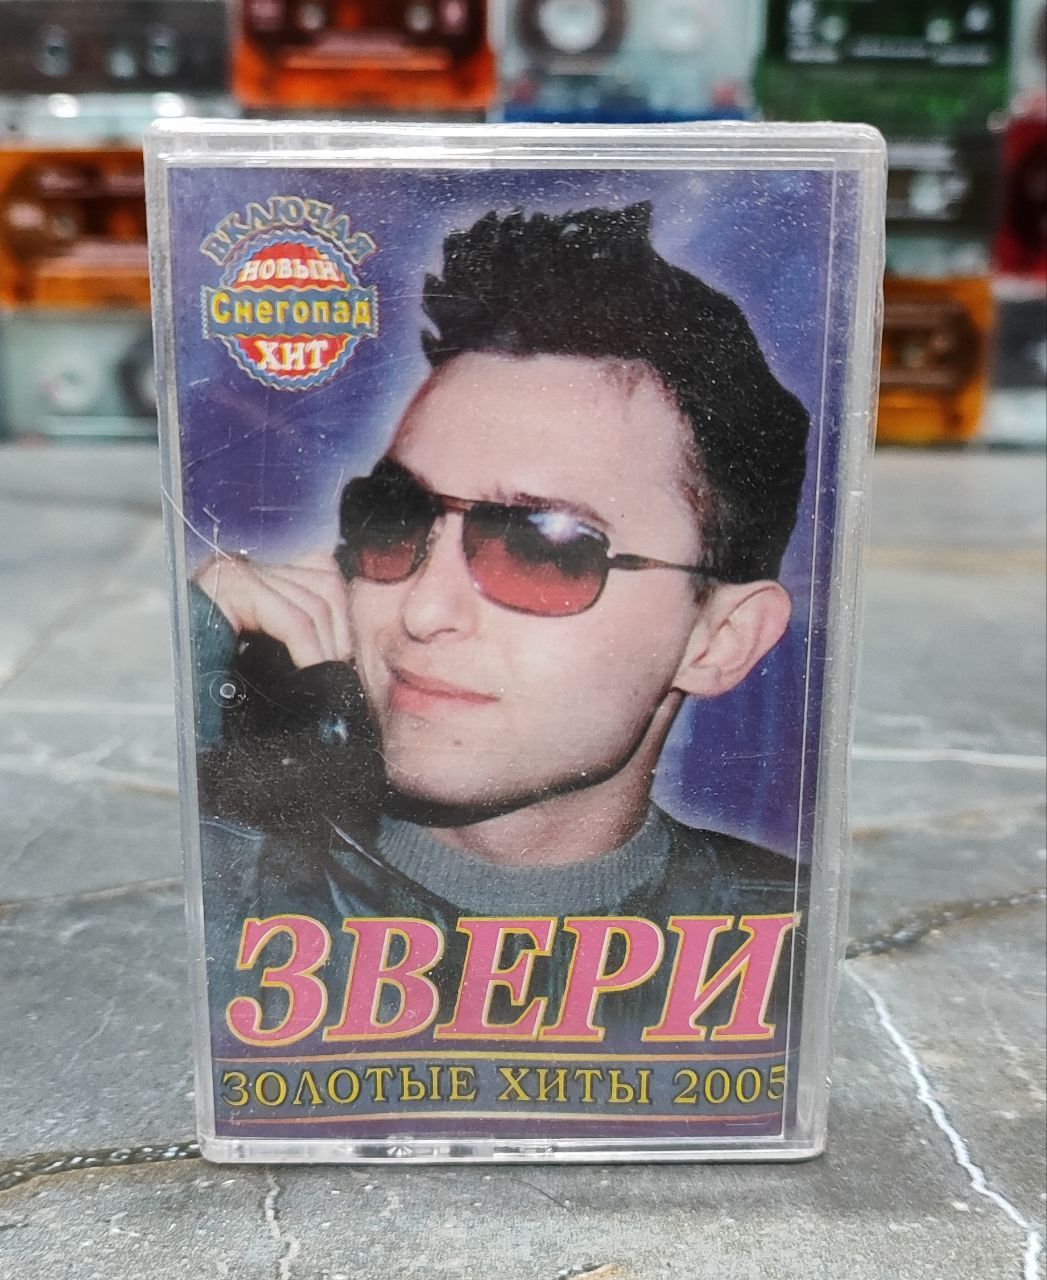 ВКЛЮЧАЯ
НОВЫЙ
Снегопад
ХИТ
ЗВЕРИ
ЗОЛОТЫЕ ХИТЫ 2005